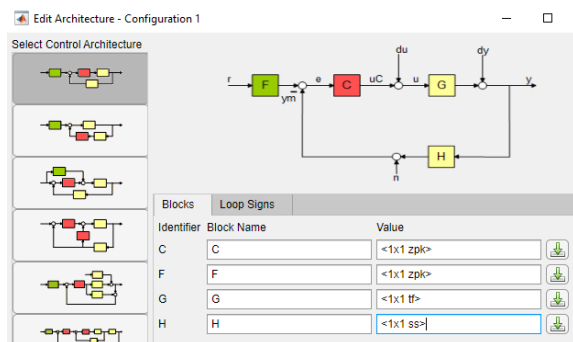 Edit Architecture - Configuration 1
Select Control Architecture
du
dy
r
F
e
C
uC
u
G
y
ym
H
n
Blocks
Loop Signs
Identifier Block Name Value
C C <1x1 zpk>
F F <1x1 zpk>
G G <1x1 tf>
H H <1x1 ss>